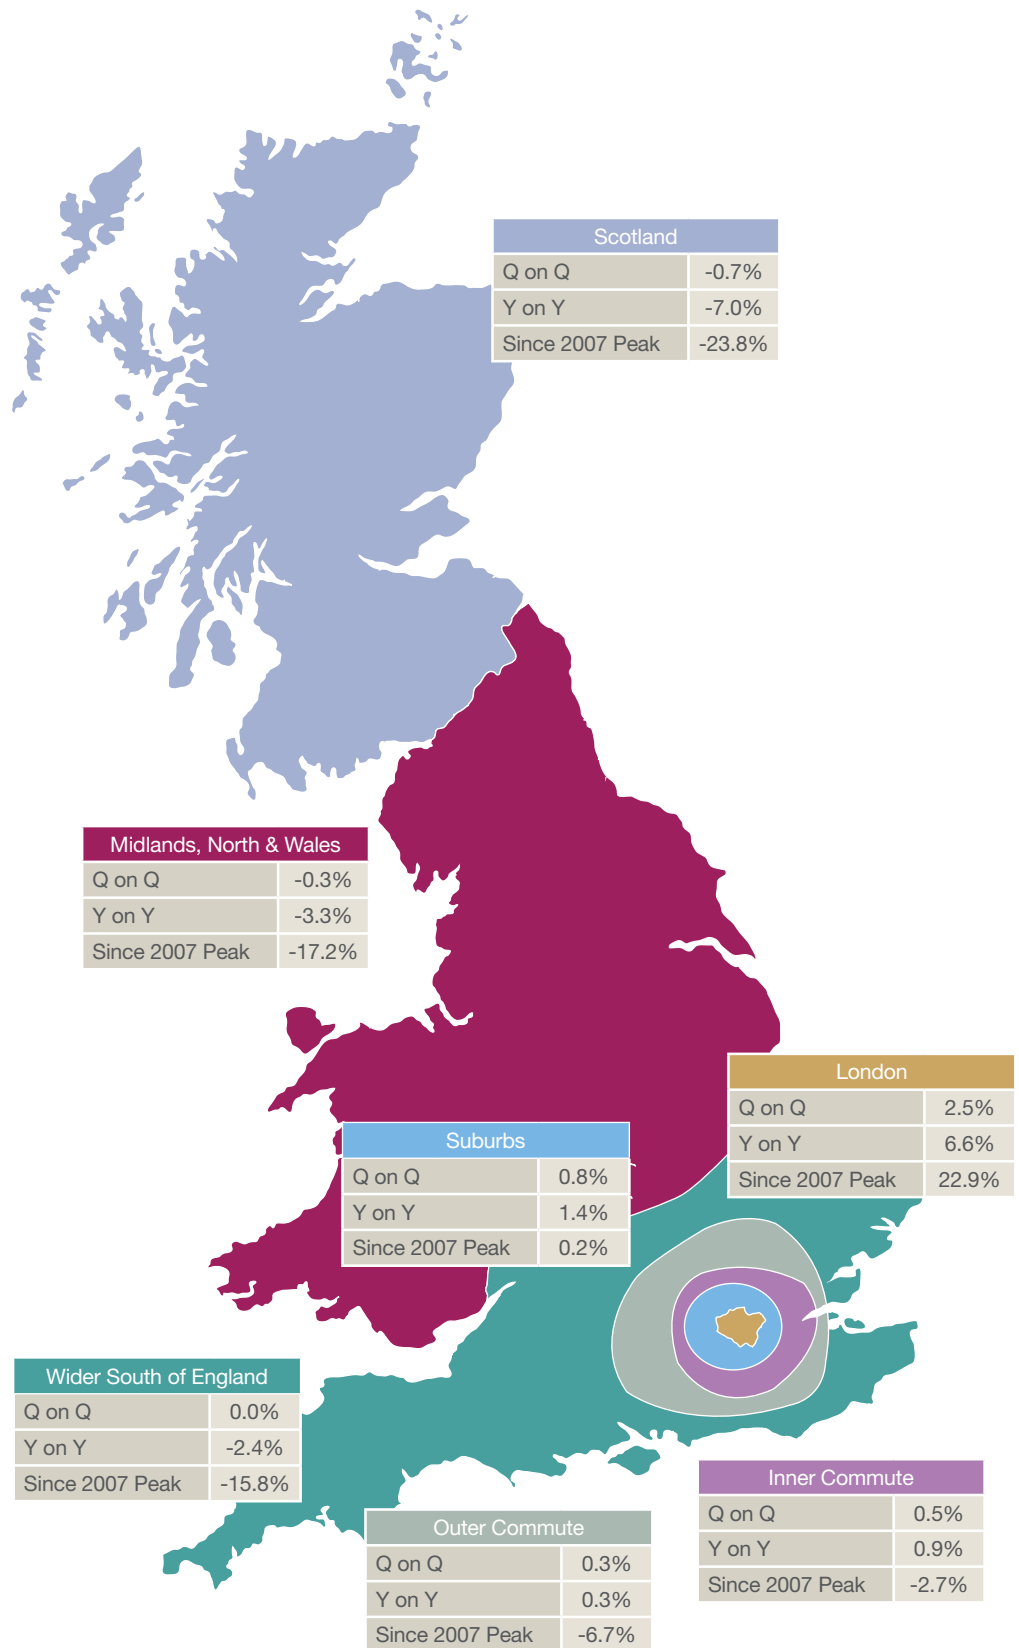 Scotland
Q on Q -0.7%
Y on Y -7.0%
Since 2007 Peak -23.8%
Midlands, North & Wales
Q on Q -0.3%
Y on Y -3.3%
Since 2007 Peak -17.2%
London
Q on Q 2.5%
Y on Y 6.6%
Since 2007 Peak 22.9%
Suburbs
Q on Q 0.8%
Y on Y 1.4%
Since 2007 Peak 0.2%
Wider South of England
Q on Q 0.0%
Y on Y -2.4%
Since 2007 Peak -15.8%
Inner Commute
Q on Q 0.5%
Y on Y 0.9%
Since 2007 Peak -2.7%
Outer Commute
Q on Q 0.3%
Y on Y 0.3%
Since 2007 Peak -6.7%